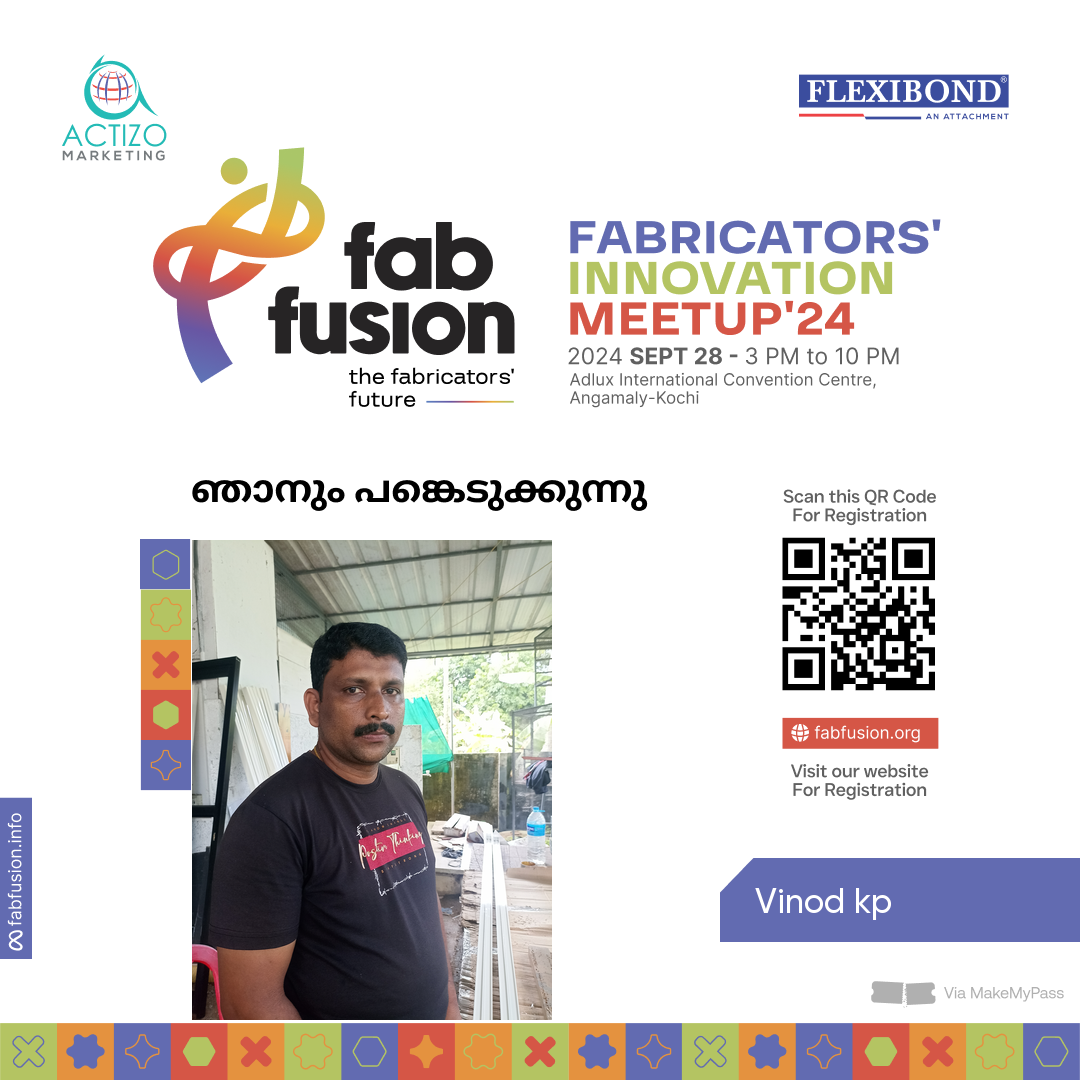 ACTIZO
MARKETING
FLEXIBOND®
AN ATTACHMENT
fab
fusion
the fabricators'
future
FABRICATORS'
INNOVATION
MEETUP'24
2024 SEPT 28 - 3 PM to 10 PM
Adlux International Convention Centre,
Angamaly-Kochi
ഞാനും പങ്കെടുക്കുന്നു
Scan this QR Code
For Registration
fabfusion.org
Visit our website
For Registration
Thinking
fabfusion.info
Vinod kp
Via MakeMyPass